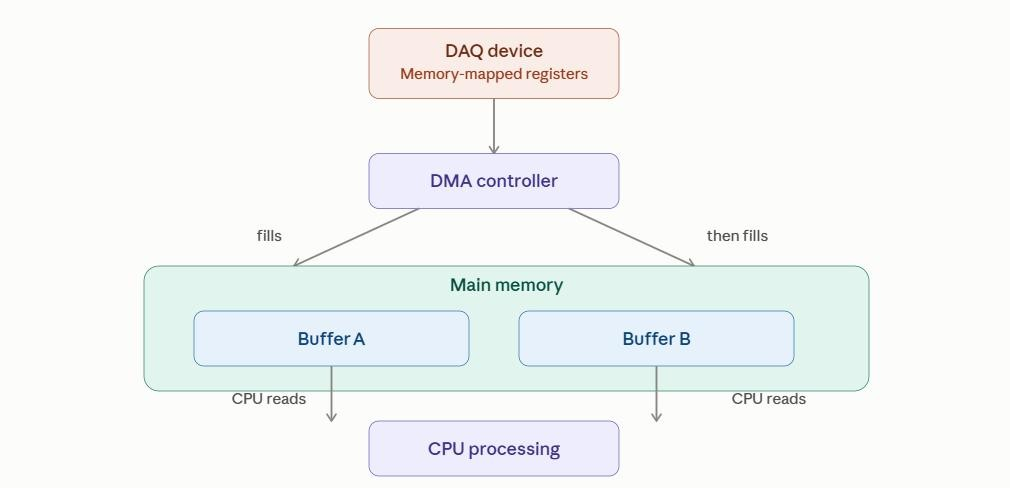 DAQ device
Memory-mapped registers
DMA controller
fills
then fills
Main memory
Buffer A
Buffer B
CPU reads
CPU reads
CPU processing